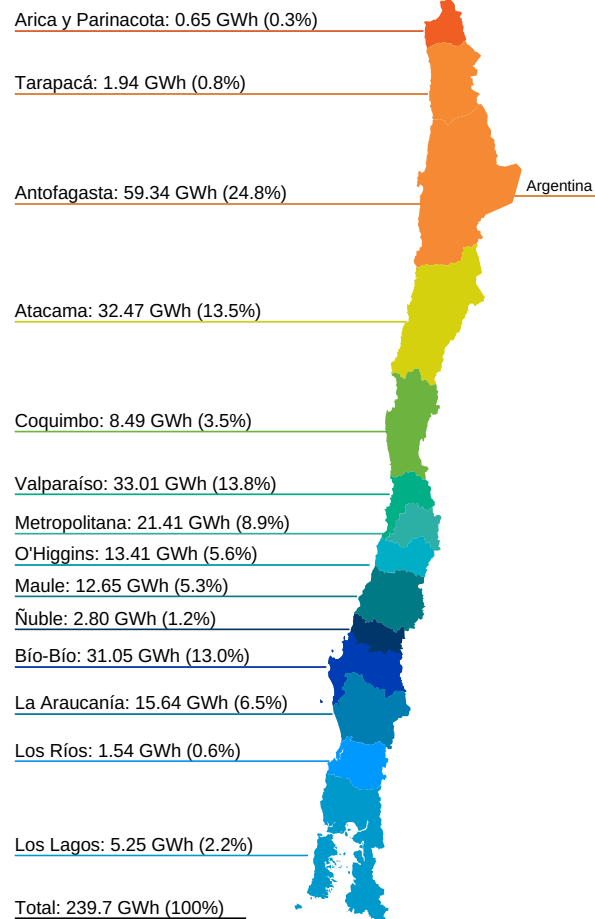 Arica y Parinacota: 0.65 GWh (0.3%)
Tarapacá: 1.94 GWh (0.8%)
Antofagasta: 59.34 GWh (24.8%)
Argentina
Atacama: 32.47 GWh (13.5%)
Coquimbo: 8.49 GWh (3.5%)
Valparaíso: 33.01 GWh (13.8%)
Metropolitana: 21.41 GWh (8.9%)
O'Higgins: 13.41 GWh (5.6%)
Maule: 12.65 GWh (5.3%)
Ñuble: 2.80 GWh (1.2%)
Bío-Bío: 31.05 GWh (13.0%)
La Araucanía: 15.64 GWh (6.5%)
Los Ríos: 1.54 GWh (0.6%)
Los Lagos: 5.25 GWh (2.2%)
Total: 239.7 GWh (100%)